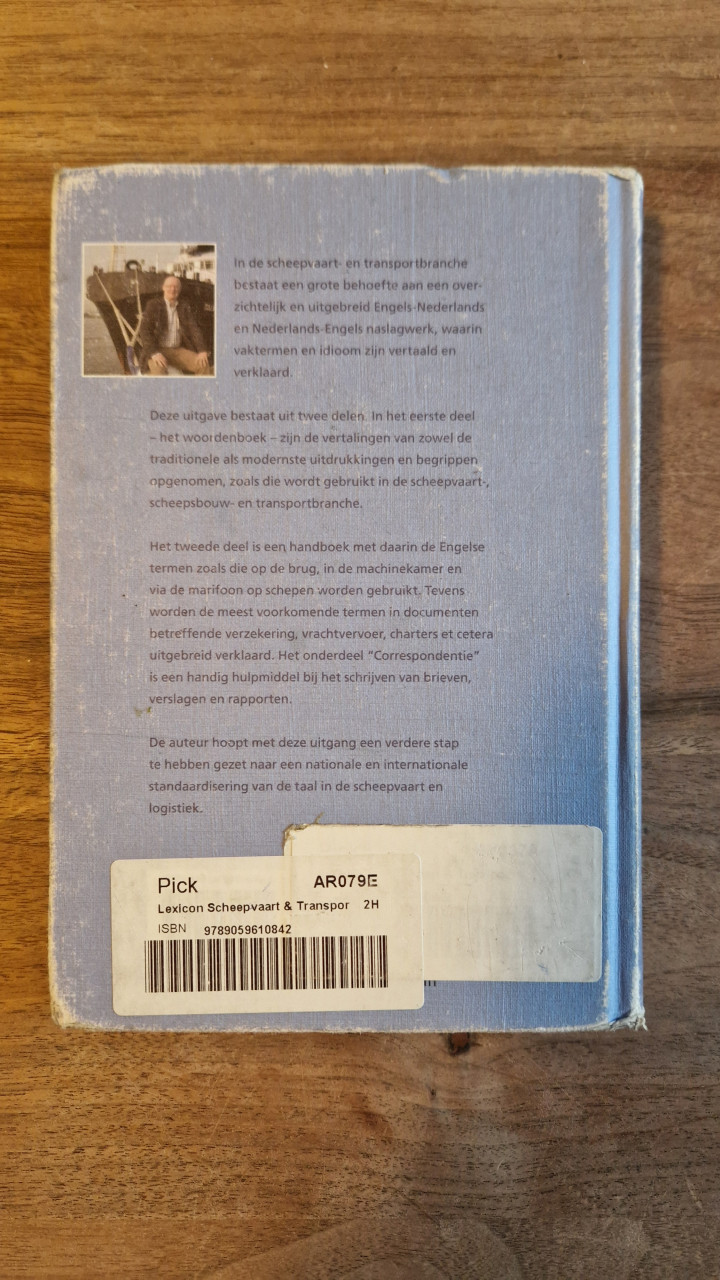 In de scheepvaart- en transportbranche
bestaat een grote behoefte aan een over-
zichtelijk en uitgebreid Engels-Nederlands
en Nederlands-Engels naslagwerk, waarin
vaktermen en idioom zijn vertaald en
verklaard.
Deze uitgave bestaat uit twee delen. In het eerste deel
– het woordenboek – zijn de vertalingen van zowel de
traditionele als modernste uitdrukkingen en begrippen
opgenomen, zoals die wordt gebruikt in de scheepvaart-,
scheepsbouw- en transportbranche.
Het tweede deel is een handboek met daarin de Engelse
termen zoals die op de brug, in de machinekamer en
via de marifoon op schepen worden gebruikt. Tevens
worden de meest voorkomende termen in documenten
betreffende verzekering, vrachtvervoer, charters et cetera
uitgebreid verklaard. Het onderdeel “Correspondentie”
is een handig hulpmiddel bij het schrijven van brieven,
verslagen en rapporten.
De auteur hoopt met deze uitgang een verdere stap
te hebben gezet naar een nationale en internationale
standaardisering van de taal in de scheepvaart en
logistiek.
Pick AR079E
Lexicon Scheepvaart & Transpor 2H
ISBN 9789059610842